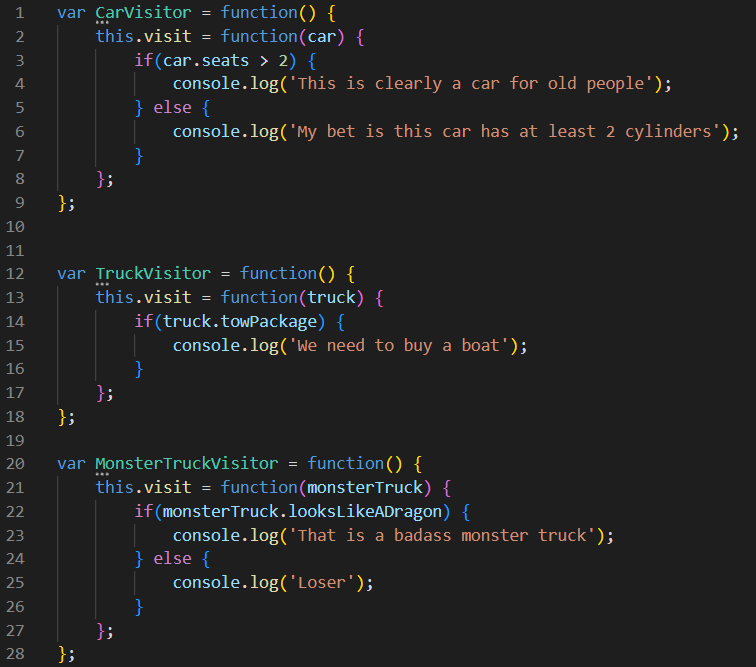 1 var CarVisitor = function() {
2     this.visit = function(car) {
3         if(car.seats > 2) {
4             console.log('This is clearly a car for old people');
5         } else {
6             console.log('My bet is this car has at least 2 cylinders');
7         }
8     };
9 };
10
11
12 var TruckVisitor = function() {
13     this.visit = function(truck) {
14         if(truck.towPackage) {
15             console.log('We need to buy a boat');
16         }
17     };
18 };
19
20 var MonsterTruckVisitor = function() {
21     this.visit = function(monsterTruck) {
22         if(monsterTruck.looksLikeADragon) {
23             console.log('That is a badass monster truck');
24         } else {
25             console.log('Loser');
26         }
27     };
28 };